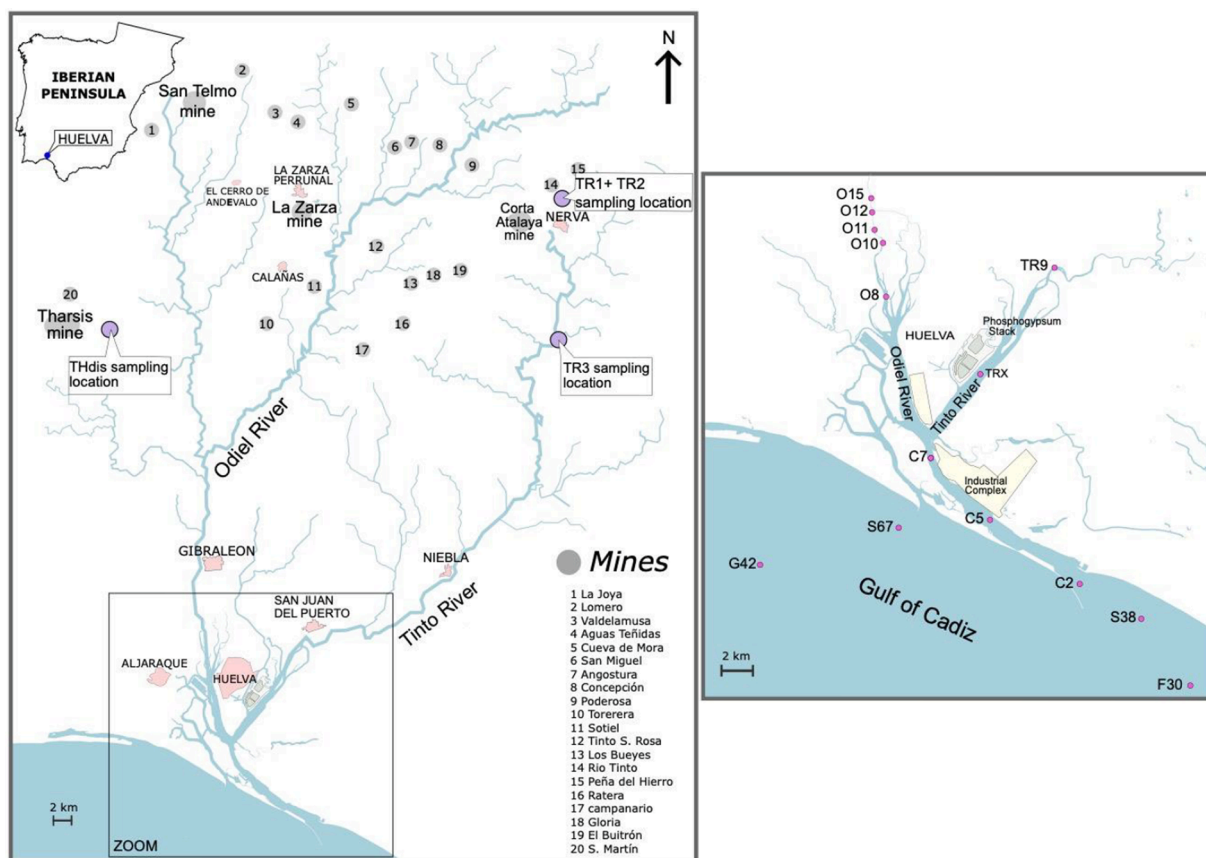 IBERIAN
PENINSULA
HUELVA
N
San Telmo
mine
1
2
3
4
5
6
7
8
9
15
14
TR1+ TR2
sampling location
NERVA
Corta
Atalaya
mine
EL CERRO DE
ANDEVALO
LA ZARZA
PERRUNAL
La Zarza
mine
12
CALAÑAS
11
13
18
19
10
16
17
20
Tharsis
mine
THdis sampling
location
TR3 sampling
location
Odiel River
GIBRALEON
NIEBLA
SAN JUAN
DEL PUERTO
Tinto River
ALJARAQUE
HUELVA
2 km
ZOOM
Mines
1 La Joya
2 Lomero
3 Valdelamusa
4 Aguas Teñidas
5 Cueva de Mora
6 San Miguel
7 Angostura
8 Concepción
9 Poderosa
10 Torerera
11 Sotiel
12 Tinto S. Rosa
13 Los Bueyes
14 Rio Tinto
15 Peña del Hierro
16 Ratera
17 campanario
18 Gloria
19 El Buitrón
20 S. Martín
O15
O12
O11
O10
TR9
O8
HUELVA
Phosphogypsum
Stack
Odiel River
TRX
Tinto River
C7
Industrial
Complex
C5
S67
G42
C2
Gulf of Cadiz
S38
2 km
F30